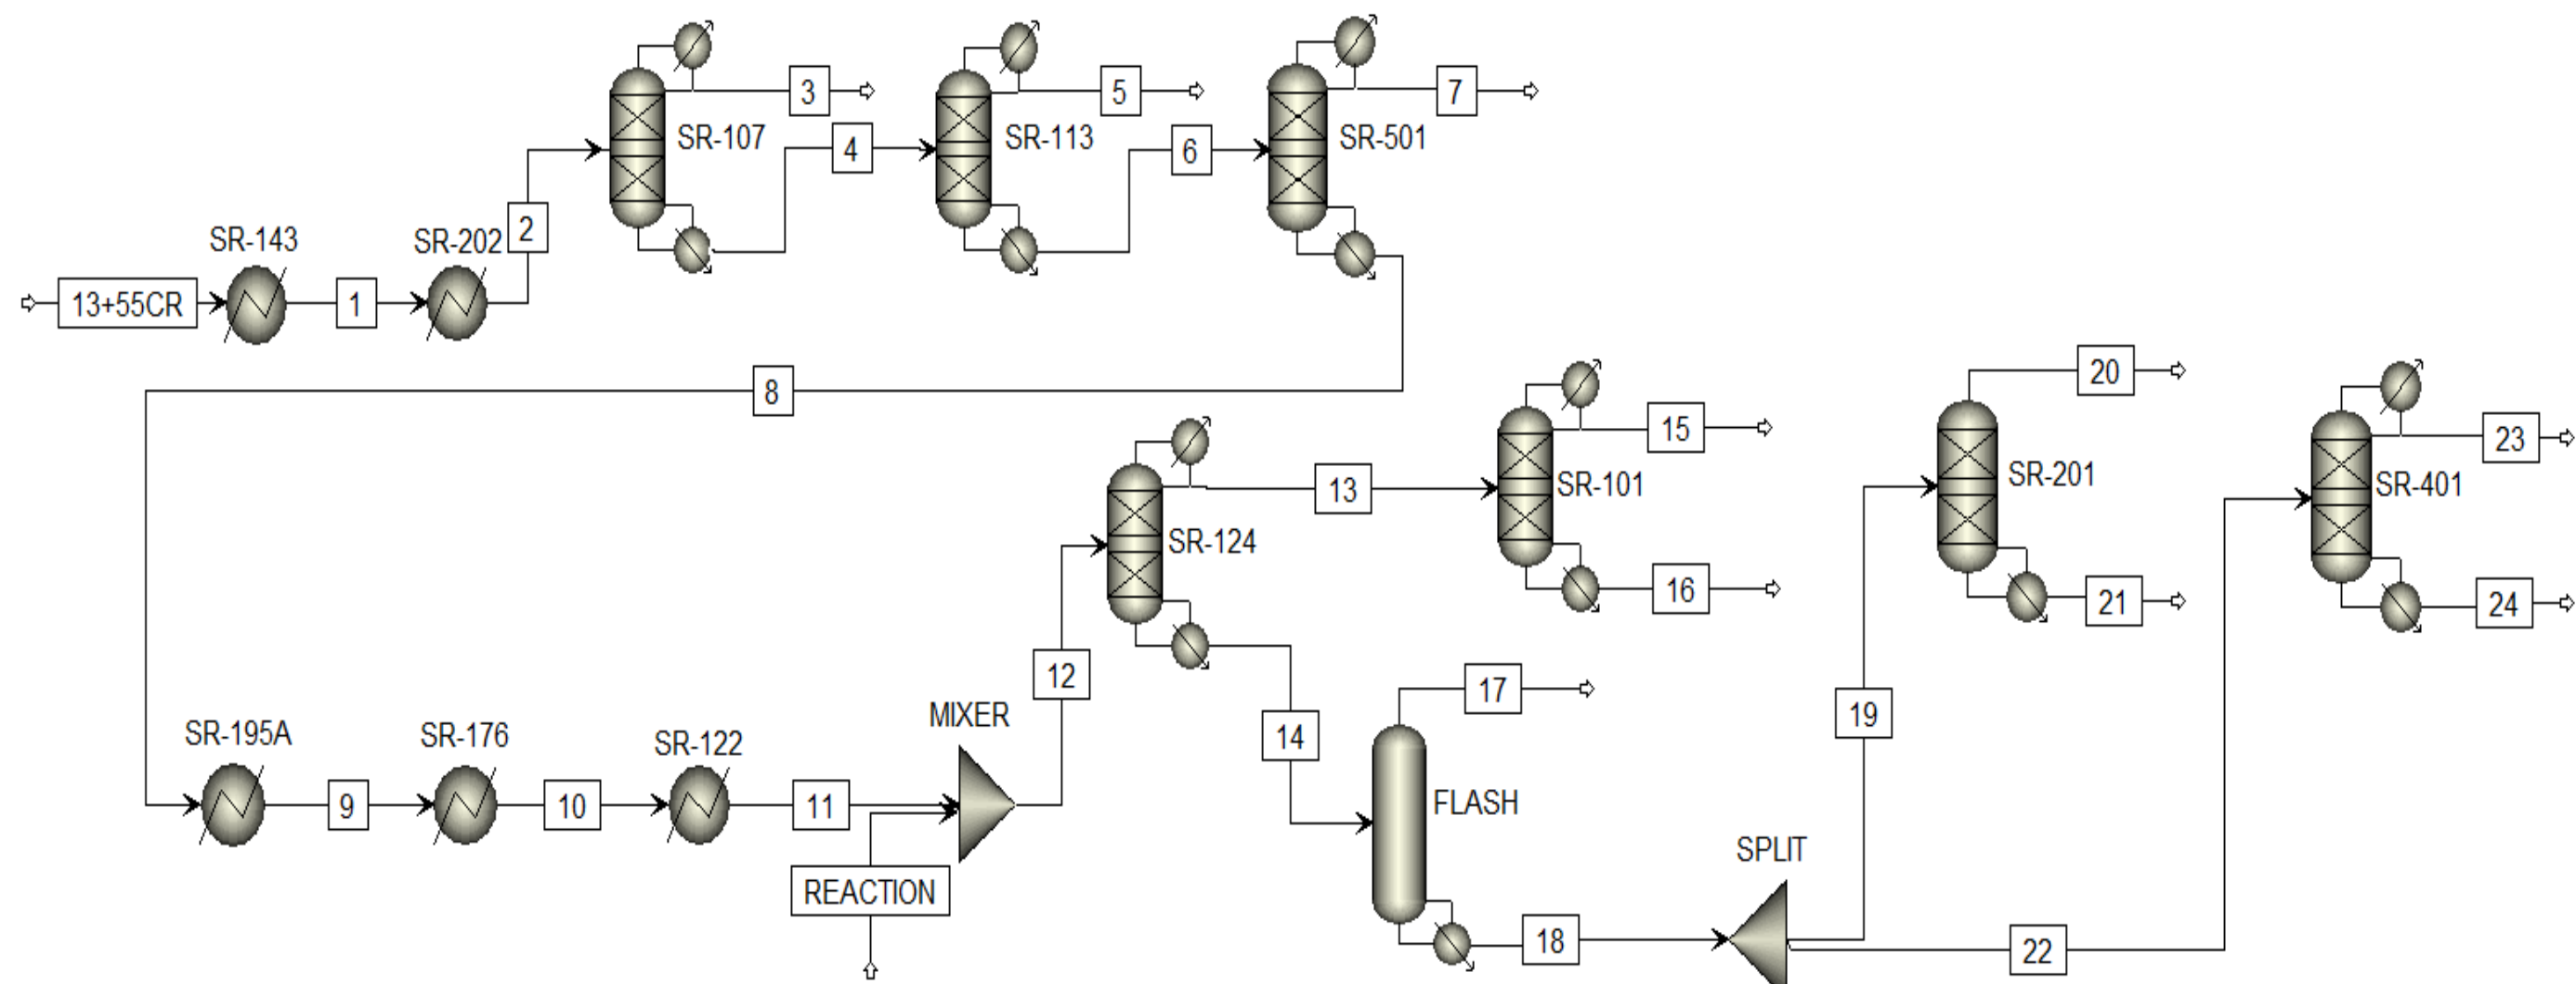 3
5
7
SR-107
SR-113
SR-501
4
6
SR-143
SR-202
2
13+55CR
1
8
20
15
23
13
SR-101
SR-201
SR-401
SR-124
16
21
24
12
17
MIXER
SR-195A
SR-176
SR-122
14
19
9
10
11
FLASH
SPLIT
REACTION
18
22